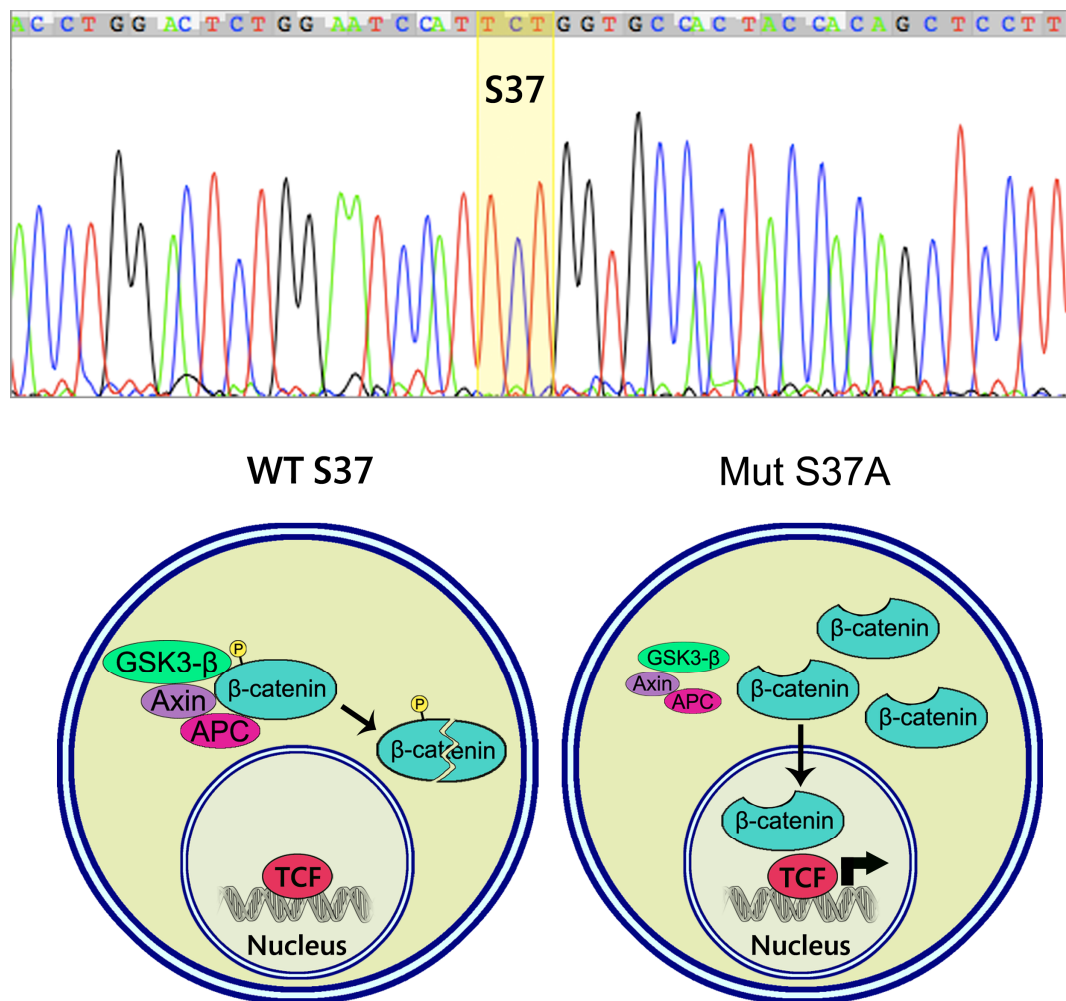 A C C T G G A C T C T G G A A T C C A T T C T G G T G C C A C T A C C A C A G C T C C T T
S37
WT S37
Mut S37A
GSK3-β
P
β-catenin
Axin
APC
P
β-catenin
TCF
Nucleus
β-catenin
GSK3-β
Axin
APC
β-catenin
β-catenin
β-catenin
TCF
Nucleus